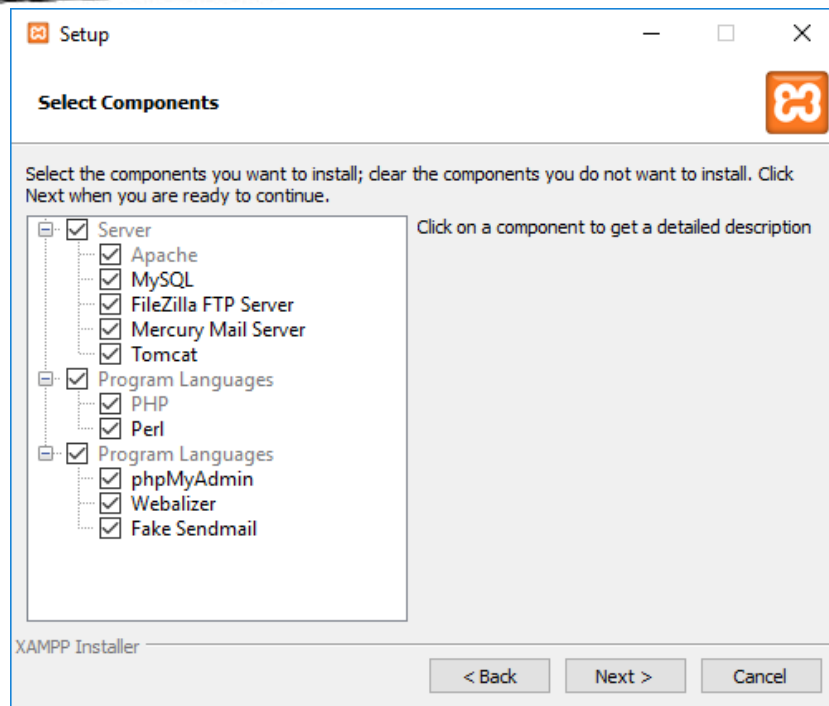 Setup
Select Components
Select the components you want to install; clear the components you do not want to install. Click
Next when you are ready to continue.
Server
Apache
MySQL
FileZilla FTP Server
Mercury Mail Server
Tomcat
Program Languages
PHP
Perl
Program Languages
phpMyAdmin
Webalizer
Fake Sendmail
Click on a component to get a detailed description
XAMPP Installer
< Back
Next >
Cancel